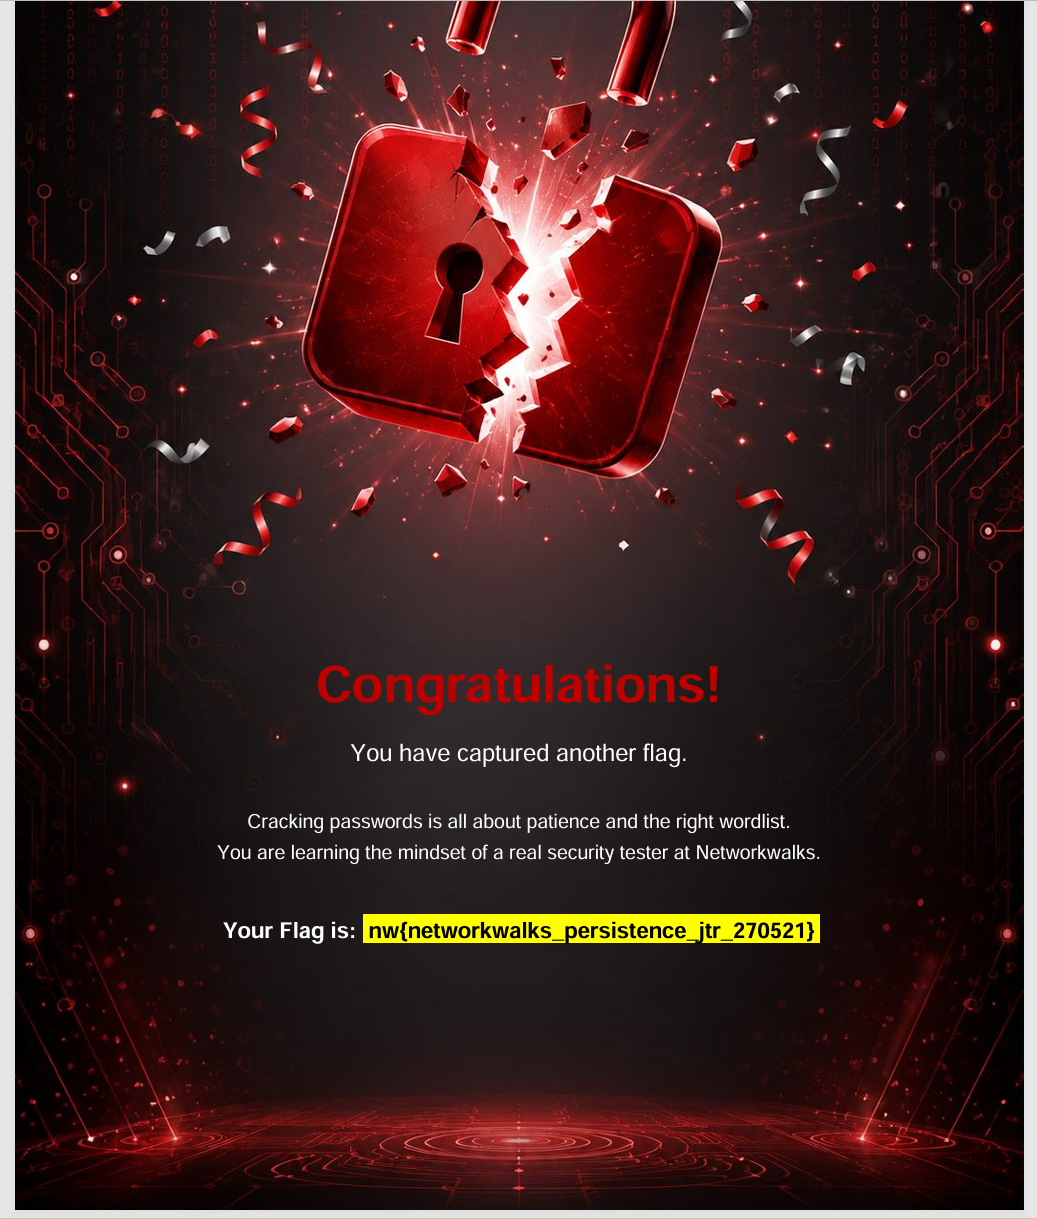 Congratulations!
You have captured another flag.
Cracking passwords is all about patience and the right wordlist.
You are learning the mindset of a real security tester at Networkwalks.
Your Flag is: nw{networkwalks_persistence_jtr_270521}